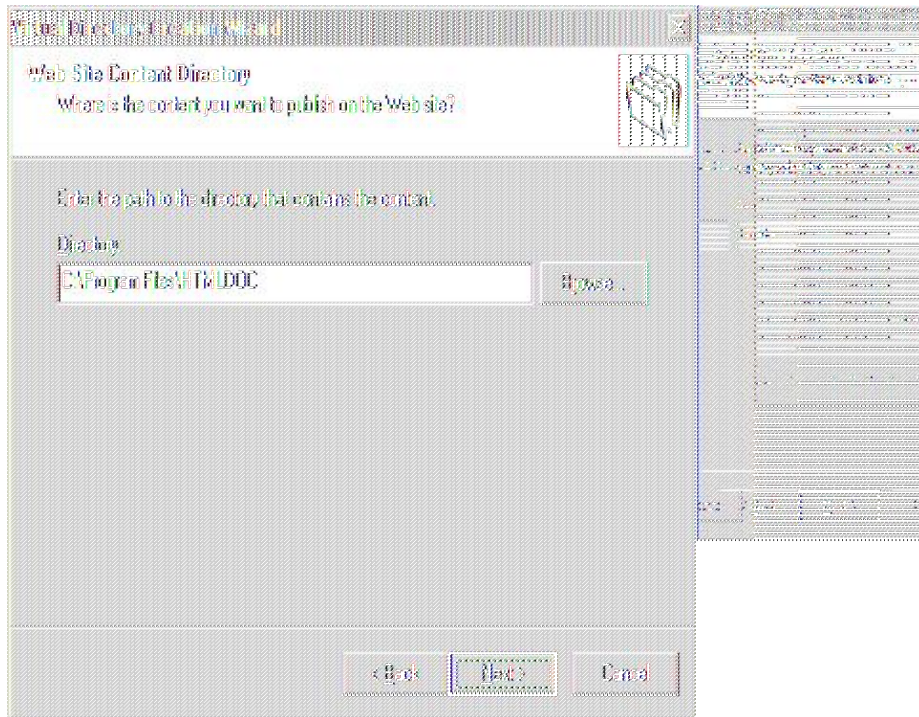 Virtual Directory Creation Wizard
Web Site Content Directory
Where is the content you want to publish on the Web site?
Enter the path to the directory that contains the content.
Directory
C:\Program Files\HTMLDOC
Browse...
< Back
Next >
Cancel